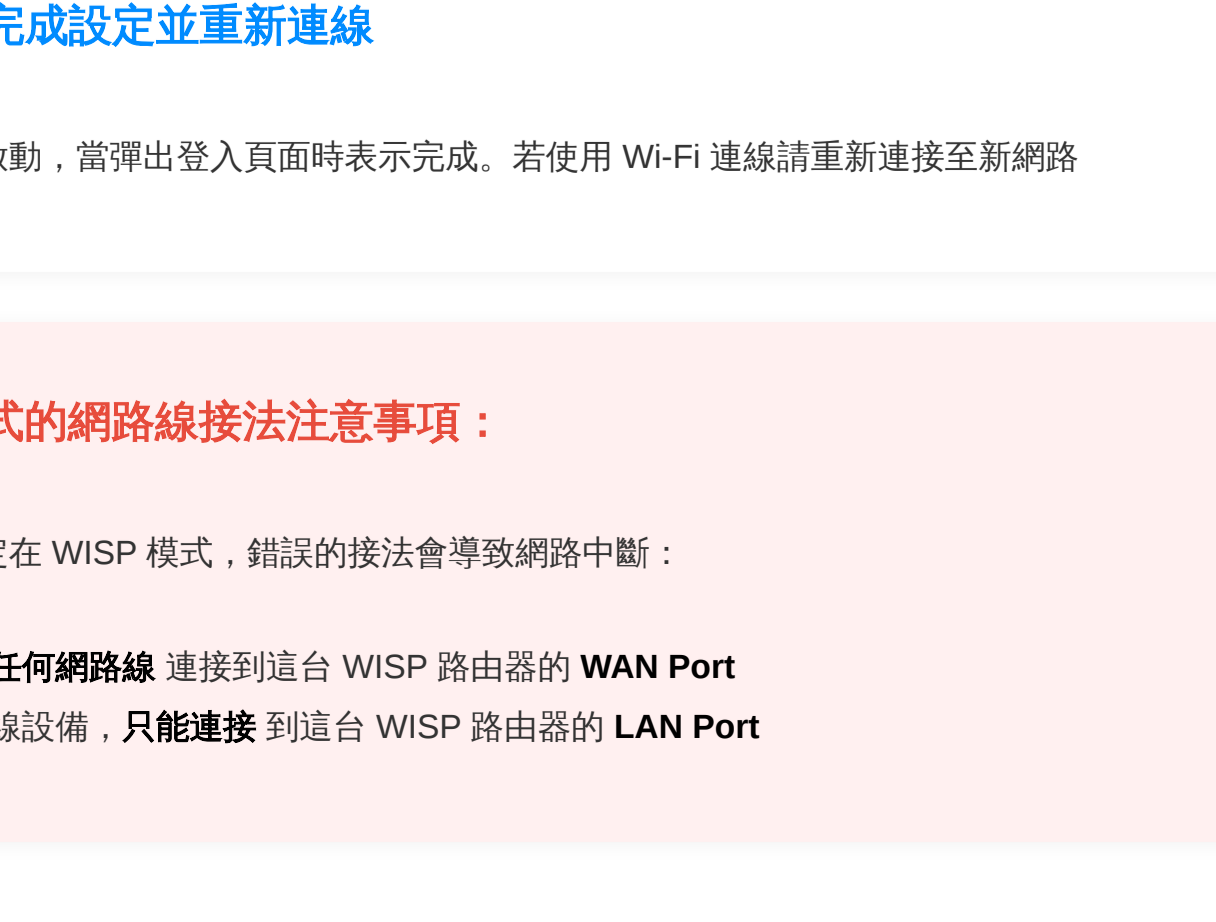 完成設定並重新連線
啟動，當彈出登入頁面時表示完成。若使用 Wi-Fi 連線請重新連接至新網路
式的網路線接法注意事項：
定在 WISP 模式，錯誤的接法會導致網路中斷：
任何網路線 連接到這台 WISP 路由器的 WAN Port
線設備，只能連接 到這台 WISP 路由器的 LAN Port